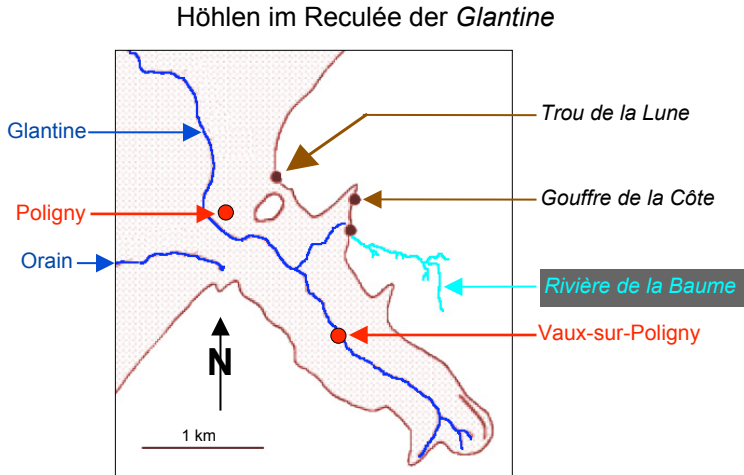 Höhlen im Reculée der Glantine
Trou de la Lune
Glantine
Gouffre de la Côte
Poligny
Orain
Rivière de la Baume
Vaux-sur-Poligny
N
1 km